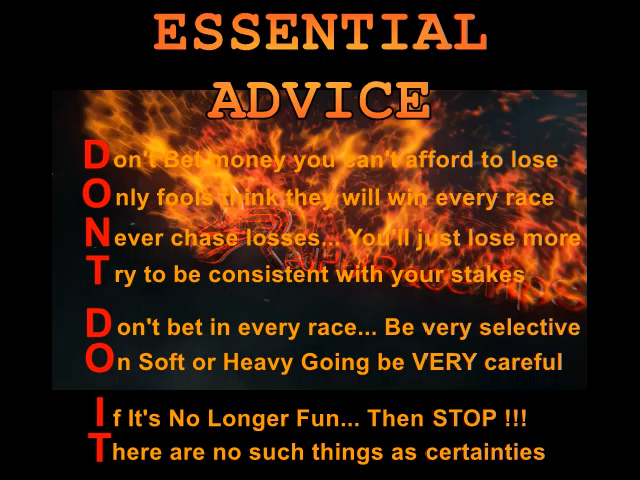 ESSENTIAL
ADVICE
Don't Bet money you can't afford to lose
Only fools think they will win every race
Never chase losses... You'll just lose more
Try to be consistent with your stakes
Don't bet in every race... Be very selective
On Soft or Heavy Going be VERY careful
If It's No Longer Fun... Then STOP !!!
There are no such things as certainties